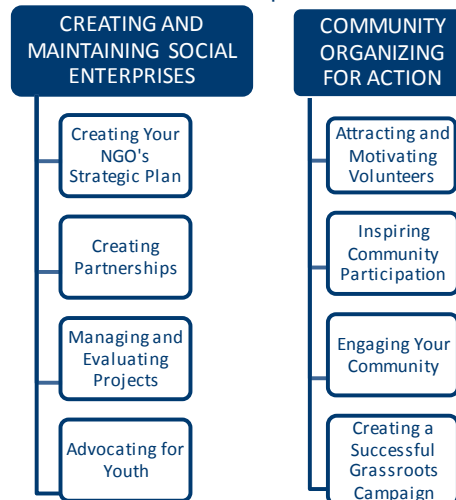 CREATING AND
MAINTAINING SOCIAL
ENTERPRISES
Creating Your
NGO's
Strategic Plan
Creating
Partnerships
Managing and
Evaluating
Projects
Advocating for
Youth
COMMUNITY
ORGANIZING
FOR ACTION
Attracting and
Motivating
Volunteers
Inspiring
Community
Participation
Engaging Your
Community
Creating a
Successful
Grassroots
Campaign